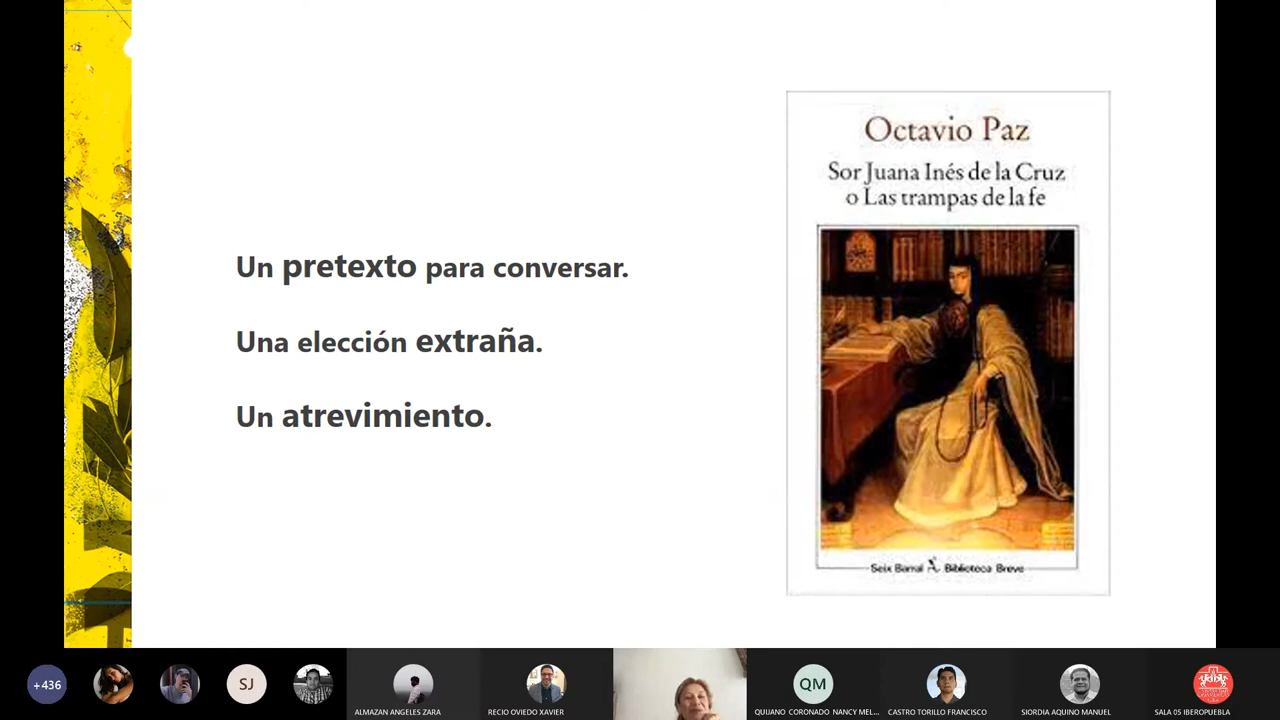 Un pretexto para conversar.
Una elección extraña.
Un atrevimiento.
Octavio Paz
Sor Juana Inés de la Cruz
o Las trampas de la fe
Seix Barral Biblioteca Breve
+436
SJ
ALMAZAN ANGELES ZARA
RECIO OVIEDO XAVIER
QM
QUIJANO CORONADO NANCY MEL...
CASTRO TORILLO FRANCISCO
SIORDIA AQUINO MANUEL
SALA 05 IBEROPUEBLA